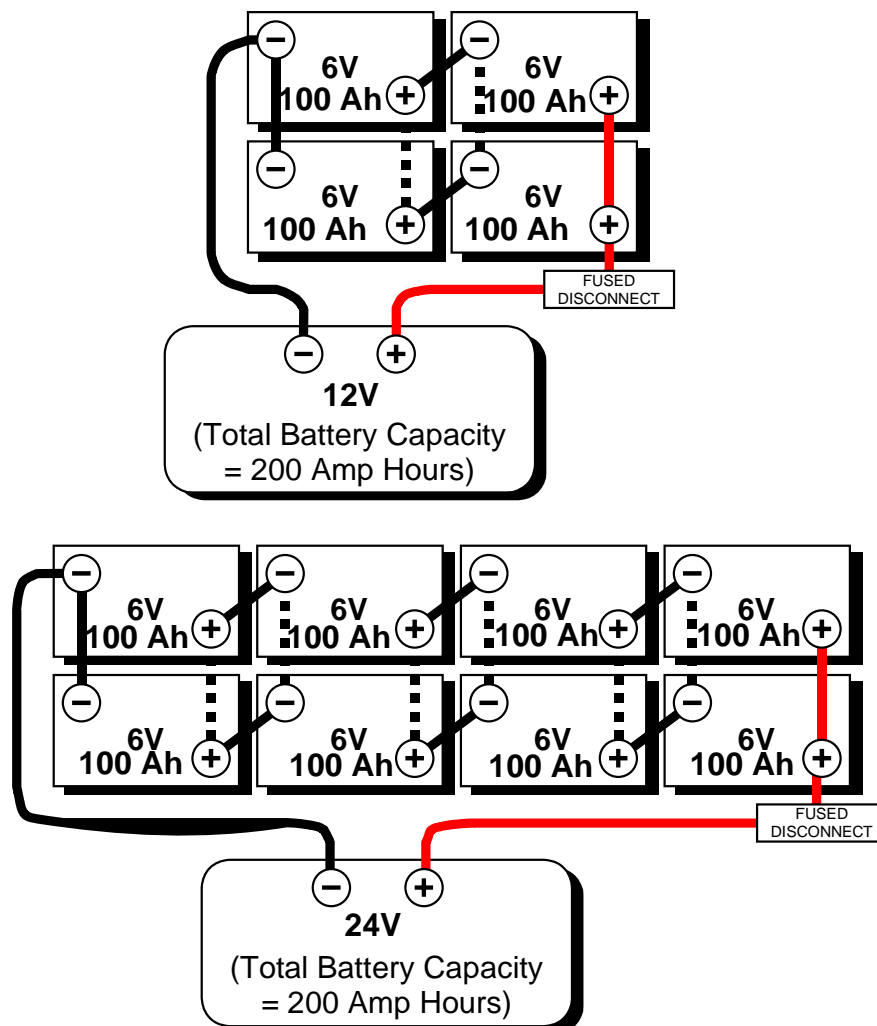 − 6V − 6V
100 Ah + 100 Ah +
− 6V − 6V
100 Ah + 100 Ah +
FUSED
DISCONNECT
− +
12V
(Total Battery Capacity
= 200 Amp Hours)
− − − −
6V 6V 6V 6V
100 Ah + 100 Ah + 100 Ah + 100 Ah +
− − − −
6V 6V 6V 6V
100 Ah + 100 Ah + 100 Ah + 100 Ah +
FUSED
DISCONNECT
− +
24V
(Total Battery Capacity
= 200 Amp Hours)